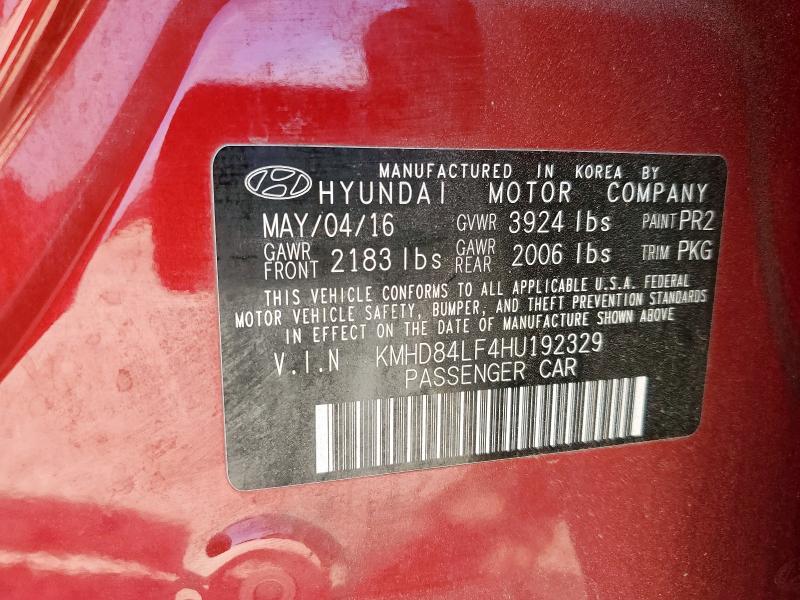 MANUFACTURED IN KOREA BY
HYUNDAI MOTOR COMPANY
MAY/04/16 GVWR 3924 lbs PAINT PR2
GAWR FRONT 2183 lbs GAWR REAR 2006 lbs TRIM PKG
THIS VEHICLE CONFORMS TO ALL APPLICABLE U.S.A. FEDERAL
MOTOR VEHICLE SAFETY, BUMPER, AND THEFT PREVENTION STANDARDS
IN EFFECT ON THE DATE OF MANUFACTURE SHOWN ABOVE
V.I.N KMHD84LF4HU192329
PASSENGER CAR